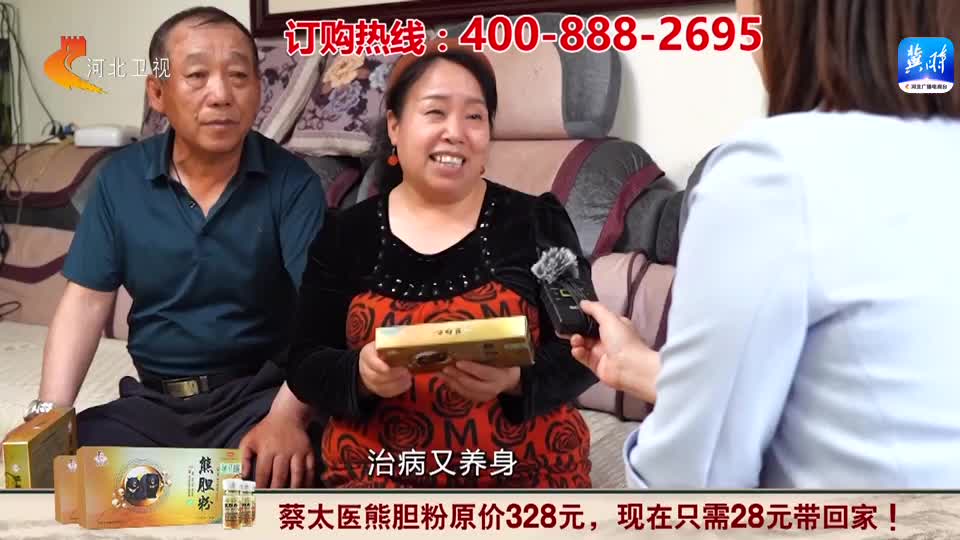 订购热线：400-888-2695
河北卫视
冀时
河北广播电视台
治病又养身
熊胆粉
蔡太医熊胆粉原价328元，现在只需28元带回家！